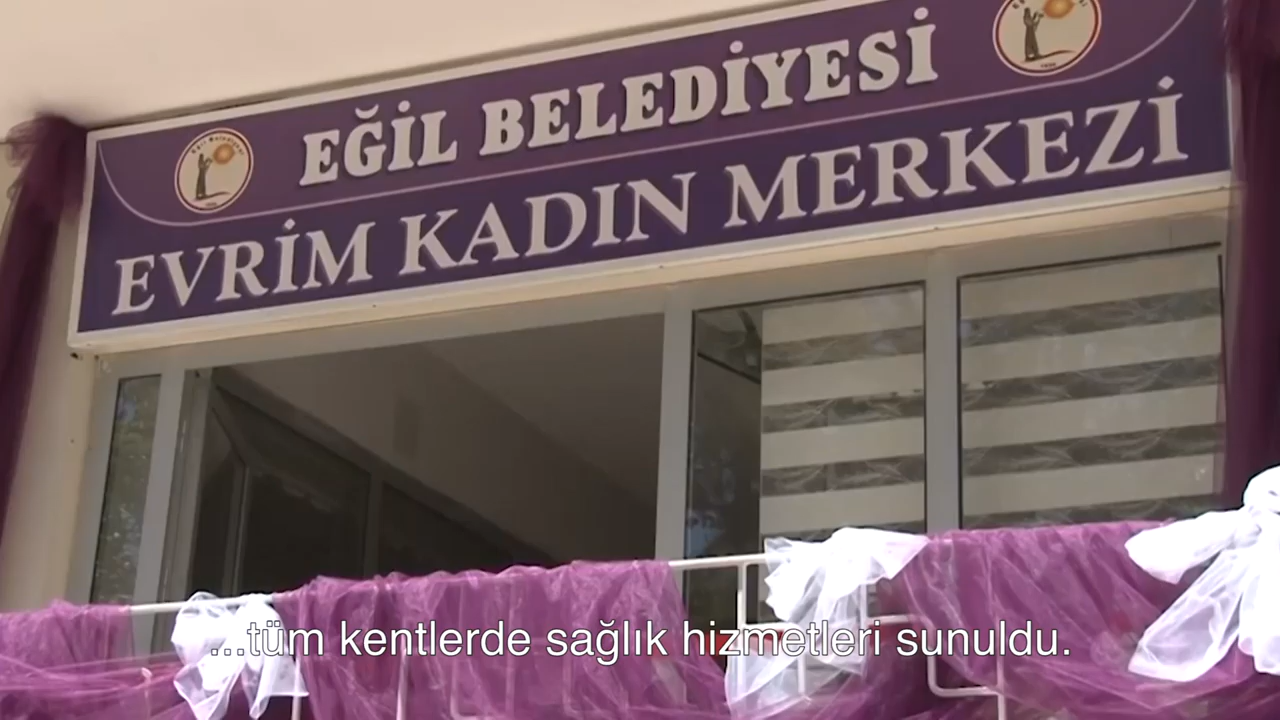 EĞİL BELEDİYESİ
EVRİM KADIN MERKEZİ
...tüm kentlerde sağlık hizmetleri sunuldu.